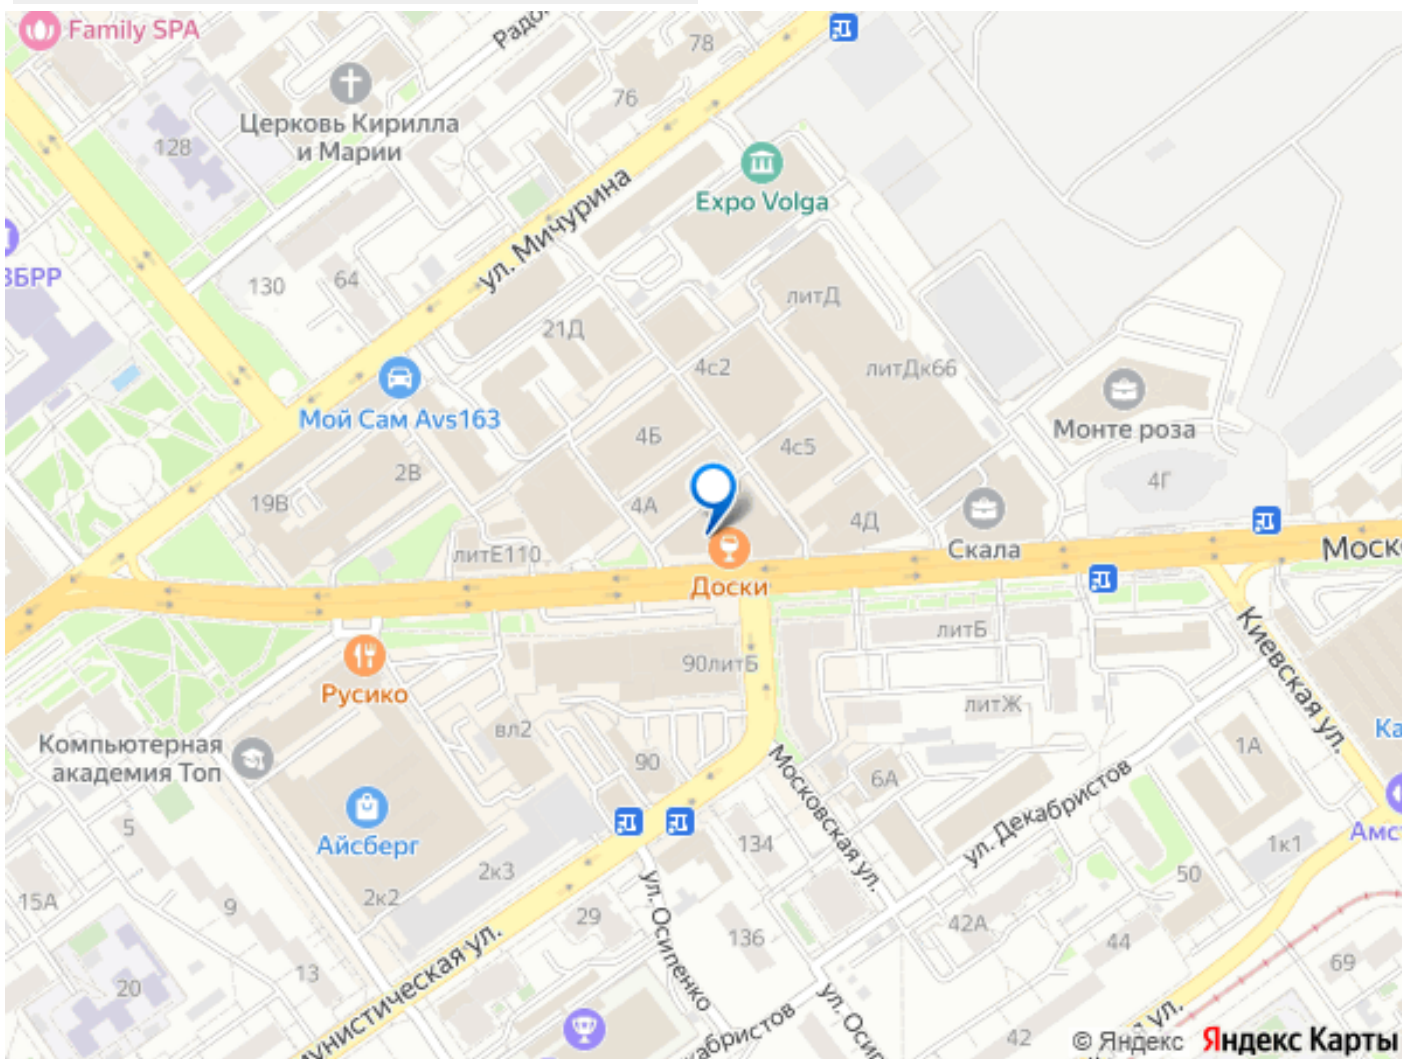 Family SPA
Радо
78
76
128
Церковь Кирилла
и Марии
ул. Мичурина
Expo Volga
ЗБРР
130
64
21Д
литД
4с2
литДк66
Мой Сам Avs163
Монте роза
4Б
4с5
2В
19В
4А
4Г
4Д
литЕ110
Скала
Моск
Доски
литБ
90литБ
Киевская ул.
Русико
вл2
литЖ
Компьютерная
академия Топ
90
Московская ул.
6А
1А
Ка
Айсберг
5
134
ул. Декабристов
Амс
1к1
2к3
2к2
50
15А
9
29
ул. Осипенко
136
42А
44
13
20
69
мунистическая ул.
кабристов
ул. Оси
42
ул.
© Яндекс Яндекс Карты